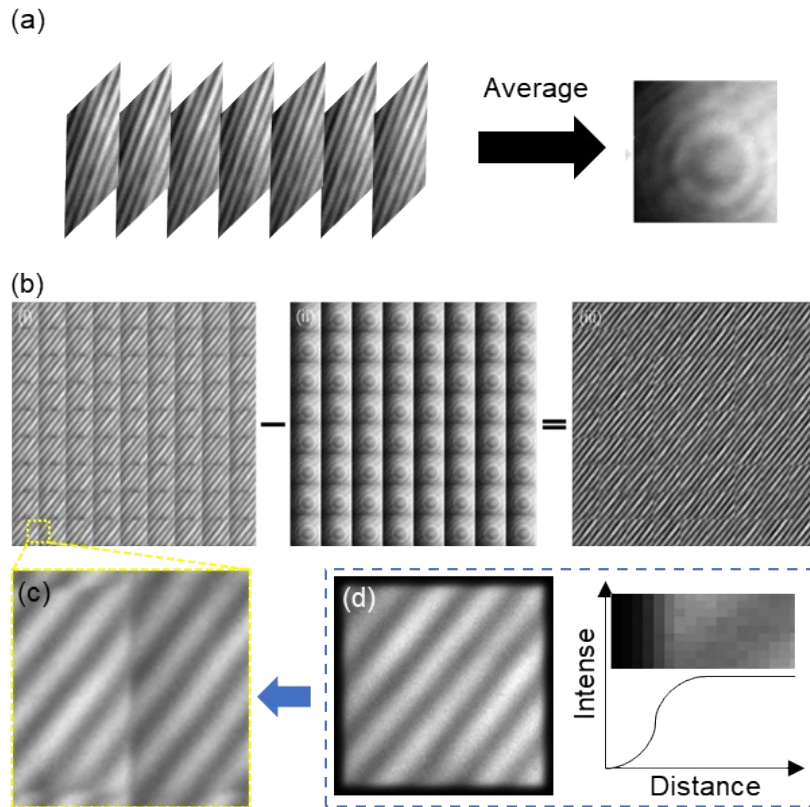 (a)
Average
(b)
(i)
(ii)
(iii)
(c)
(d)
Intense
Distance